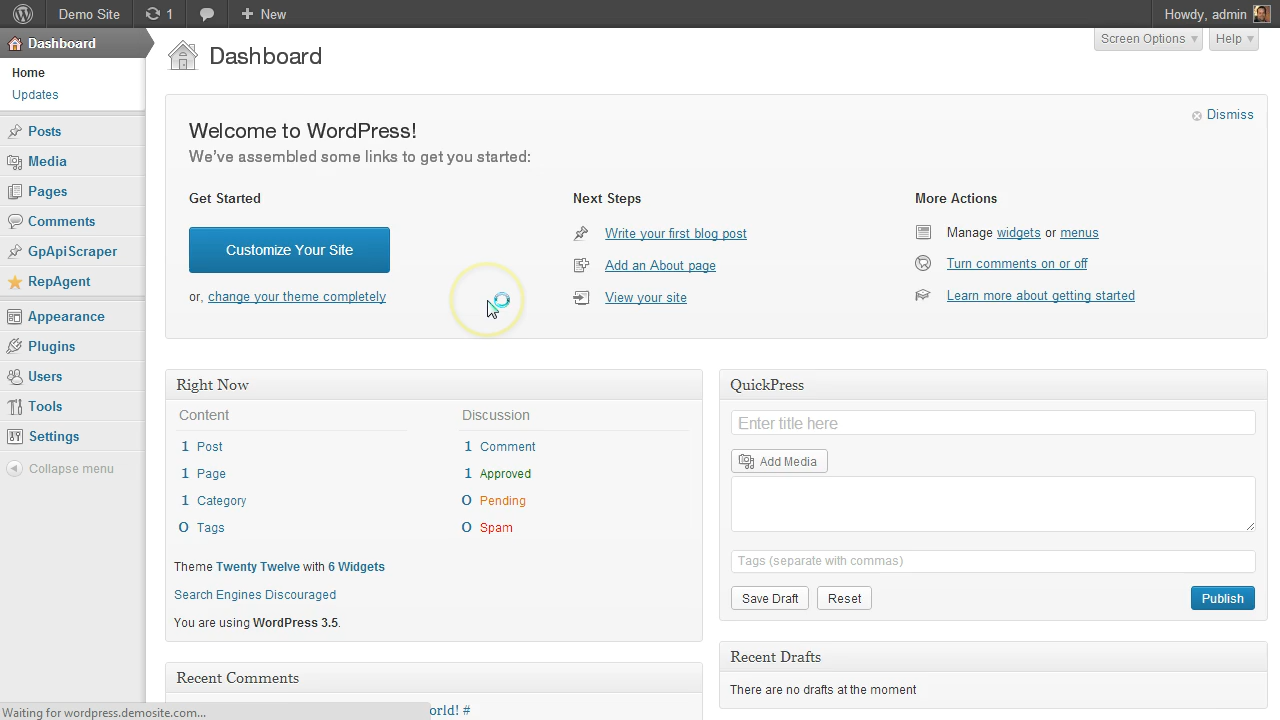 Demo Site 1 New Howdy, admin
Dashboard
Home
Updates
Posts
Media
Pages
Comments
GpApiScraper
RepAgent
Appearance
Plugins
Users
Tools
Settings
Collapse menu
Screen Options Help
Dashboard
Dismiss
Welcome to WordPress!
We've assembled some links to get you started:
Get Started
Customize Your Site
or, change your theme completely
Next Steps
Write your first blog post
Add an About page
View your site
More Actions
Manage widgets or menus
Turn comments on or off
Learn more about getting started
Right Now
Content
1 Post
1 Page
1 Category
0 Tags
Discussion
1 Comment
1 Approved
0 Pending
0 Spam
Theme Twenty Twelve with 6 Widgets
Search Engines Discouraged
You are using WordPress 3.5.
Recent Comments
orld! #
QuickPress
Enter title here
Add Media
Tags (separate with commas)
Save Draft Reset Publish
Recent Drafts
There are no drafts at the moment
Waiting for wordpress.demosite.com...